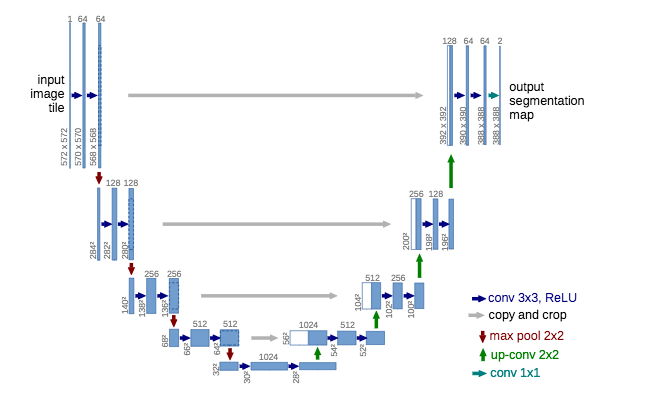 1 64 64
128 64 64 2
input
image
tile
output
segmentation
map
572 x 572
570 x 570
568 x 568
392 x 392
390 x 390
388 x 388
388 x 388
128 128
256 128
284²
282²
280²
200²
198²
196²
256 256
512 256
140²
138²
136²
104²
102²
100²
512 512
1024 512
68²
66²
64²
56²
54²
52²
1024
32²
30²
28²
conv 3x3, ReLU
copy and crop
max pool 2x2
up-conv 2x2
conv 1x1